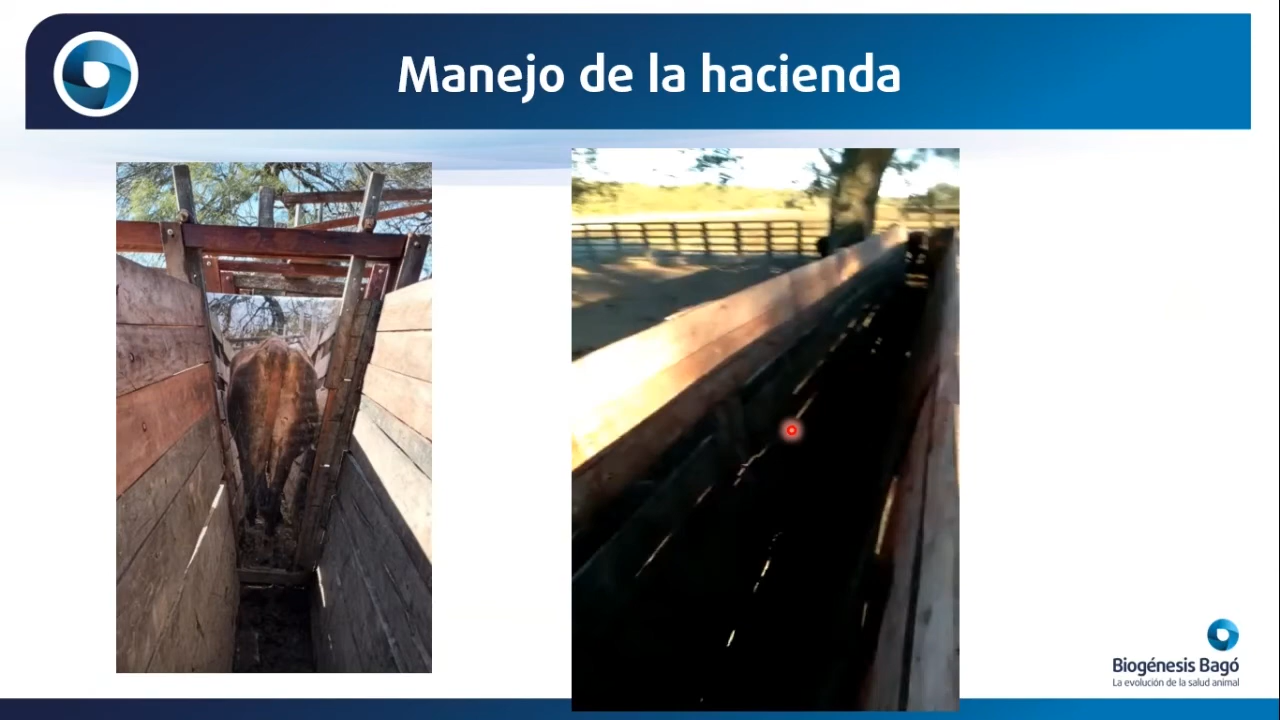 Manejo de la hacienda
Biogénesis Bagó
La evolución de la salud animal